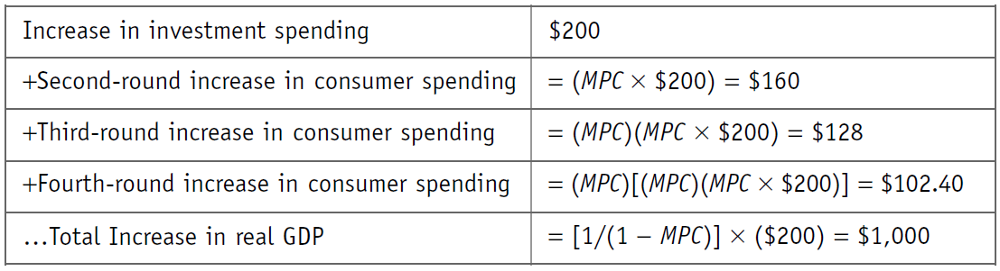 Increase in investment spending $200
+Second-round increase in consumer spending = (MPC × $200) = $160
+Third-round increase in consumer spending = (MPC)(MPC × $200) = $128
+Fourth-round increase in consumer spending = (MPC)[(MPC)(MPC × $200)] = $102.40
...Total Increase in real GDP = [1/(1 – MPC)] × ($200) = $1,000